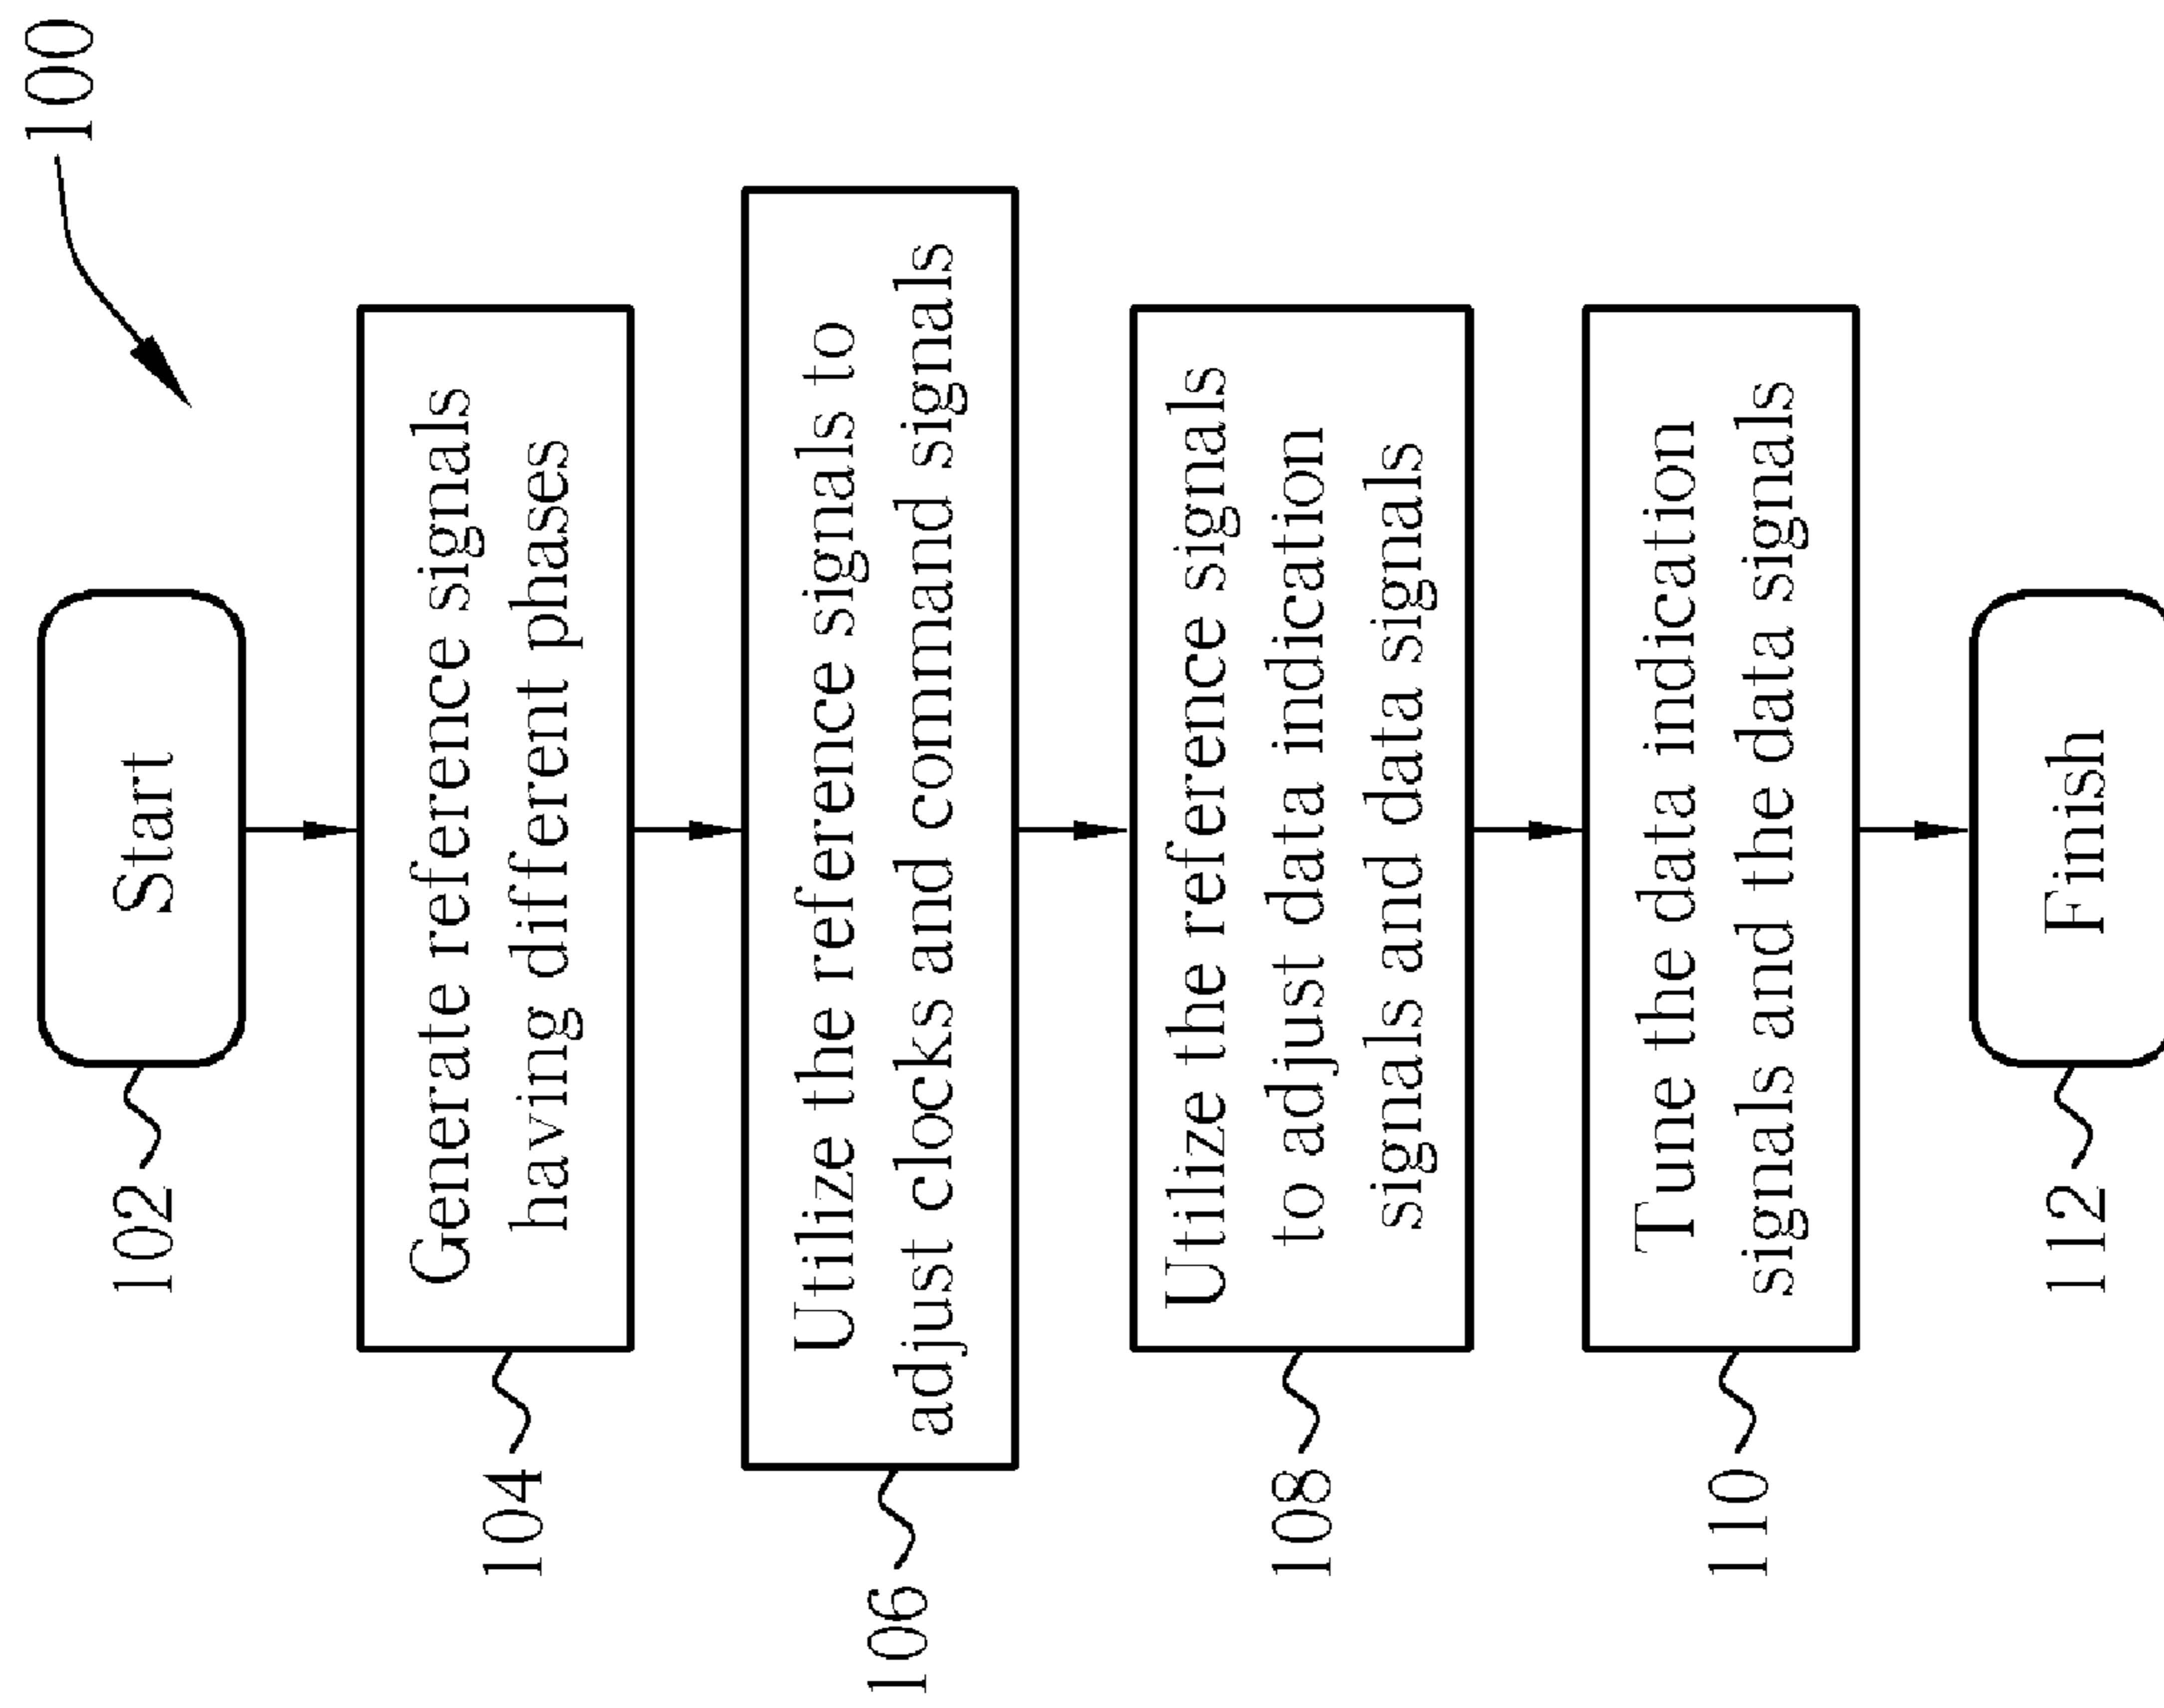 100
102
Start
104
Generate reference signals
having different phases
106
Utilize the reference signals to
adjust clocks and command signals
108
Utilize the reference signals
to adjust data indication
signals and data signals
110
Tune the data indication
signals and the data signals
112
Finish